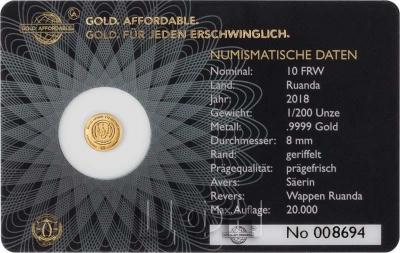 GOLD. AFFORDABLE.
GOLD. FÜR JEDEN ERSCHWINGLICH.
NUMISMATISCHE DATEN
Nominal: 10 FRW
Land: Ruanda
Jahr: 2018
Gewicht: 1/200 Unze
Metall: .9999 Gold
Durchmesser: 8 mm
Rand: geriffelt
Prägequalität: prägefrisch
Avers: Säerin
Revers: Wappen Ruanda
Max. Auflage: 20.000
No 008694